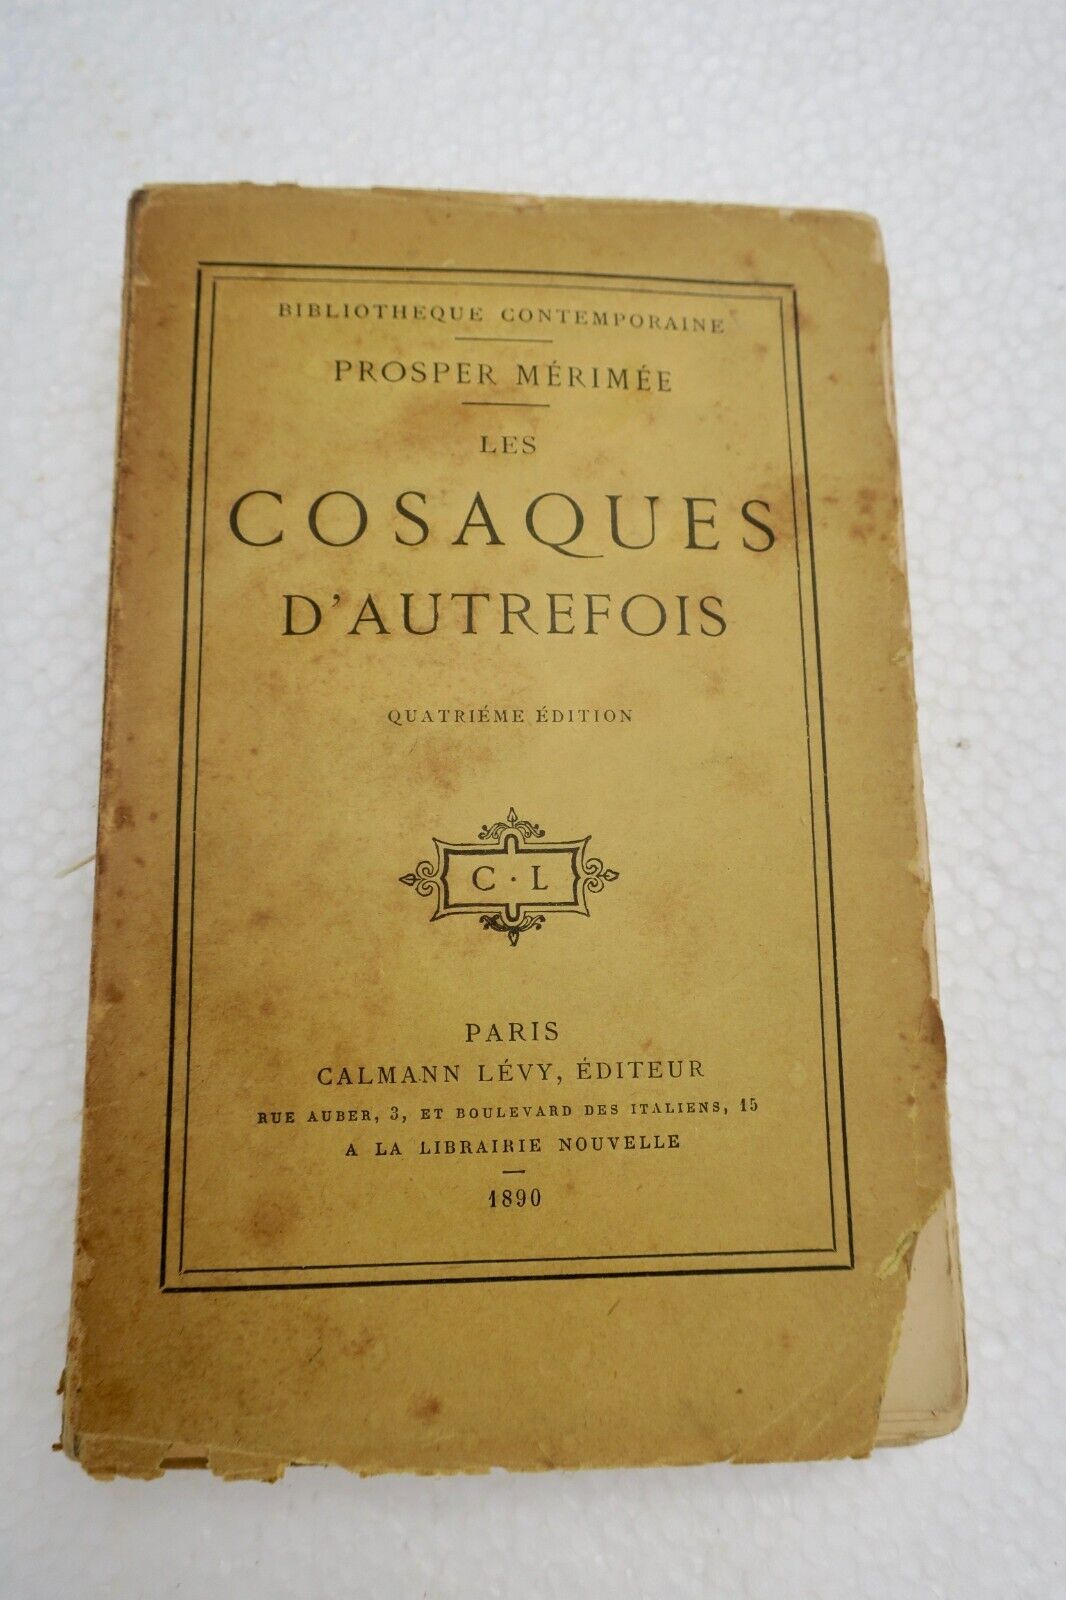 BIBLIOTHEQUE CONTEMPORAINE
PROSPER MÉRIMÉE
LES
COSAQUES
D'AUTREFOIS
QUATRIÉME ÉDITION
C · L
PARIS
CALMANN LÉVY, ÉDITEUR
RUE AUBER, 3, ET BOULEVARD DES ITALIENS, 15
A LA LIBRAIRIE NOUVELLE
1890